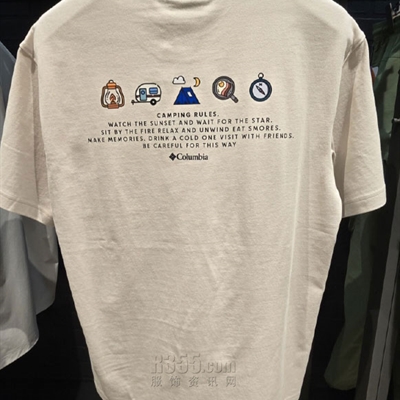 CAMPING RULES.
WATCH THE SUNSET AND WAIT FOR THE STAR.
SIT BY THE FIRE RELAX AND UNWIND EAT SMORES.
MAKE MEMORIES. DRINK A COLD ONE VISIT WITH FRIENDS.
BE CAREFUL FOR THIS WAY
Columbia
A355.com
服饰资讯网